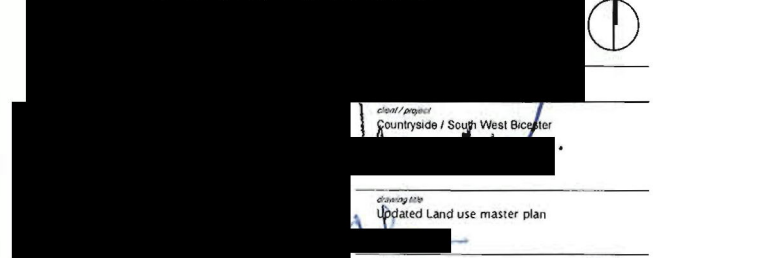 client / project
Countryside / South West Bicester
drawing title
Updated Land use master plan